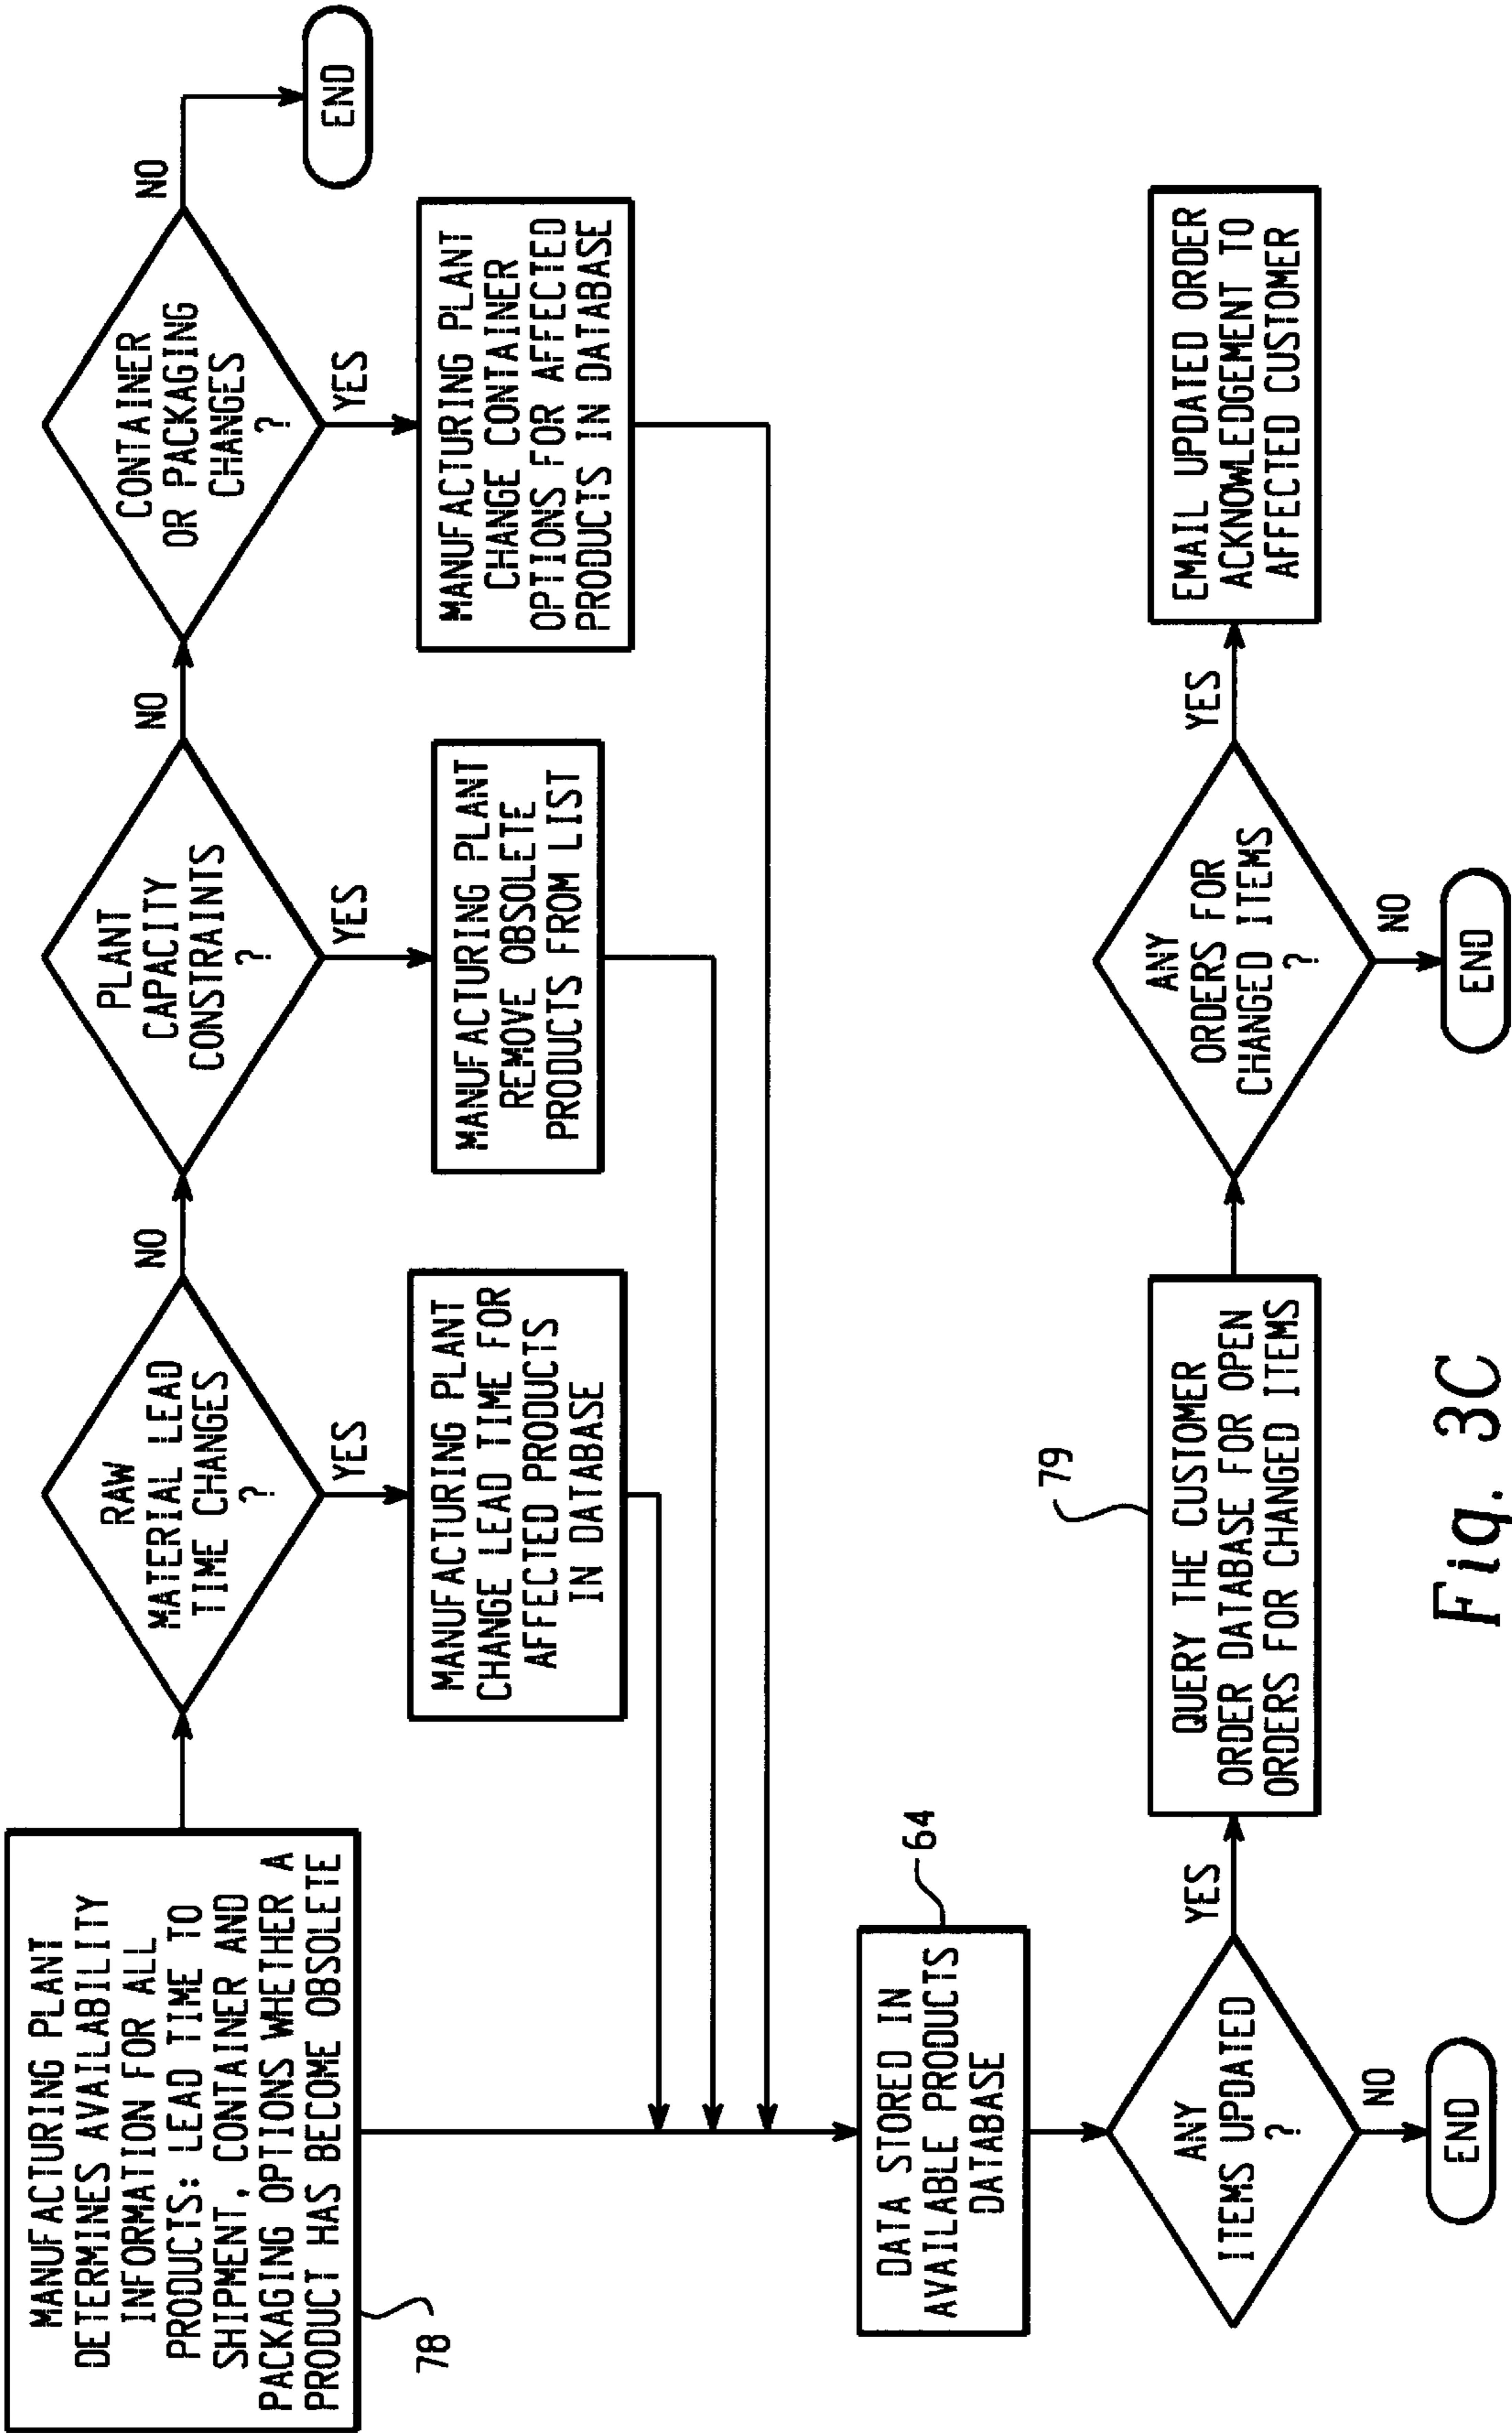 MANUFACTURING PLANT
DETERMINES AVAILABILITY
INFORMATION FOR ALL
PRODUCTS: LEAD TIME TO
SHIPMENT, CONTAINER AND
PACKAGING OPTIONS WHETHER A
PRODUCT HAS BECOME OBSOLETE
78
RAW
MATERIAL LEAD
TIME CHANGES
?
NO
YES
MANUFACTURING PLANT
CHANGE LEAD TIME FOR
AFFECTED PRODUCTS
IN DATABASE
PLANT
CAPACITY
CONSTRAINTS
?
NO
YES
MANUFACTURING PLANT
REMOVE OBSOLETE
PRODUCTS FROM LIST
CONTAINER
OR PACKAGING
CHANGES
?
NO
END
YES
MANUFACTURING PLANT
CHANGE CONTAINER
OPTIONS FOR AFFECTED
PRODUCTS IN DATABASE
DATA STORED IN
AVAILABLE PRODUCTS
DATABASE
64
ANY
ITEMS UPDATED
?
NO
END
YES
79
QUERY THE CUSTOMER
ORDER DATABASE FOR OPEN
ORDERS FOR CHANGED ITEMS
ANY
ORDERS FOR
CHANGED ITEMS
?
NO
END
YES
EMAIL UPDATED ORDER
ACKNOWLEDGEMENT TO
AFFECTED CUSTOMER
Fig. 3C